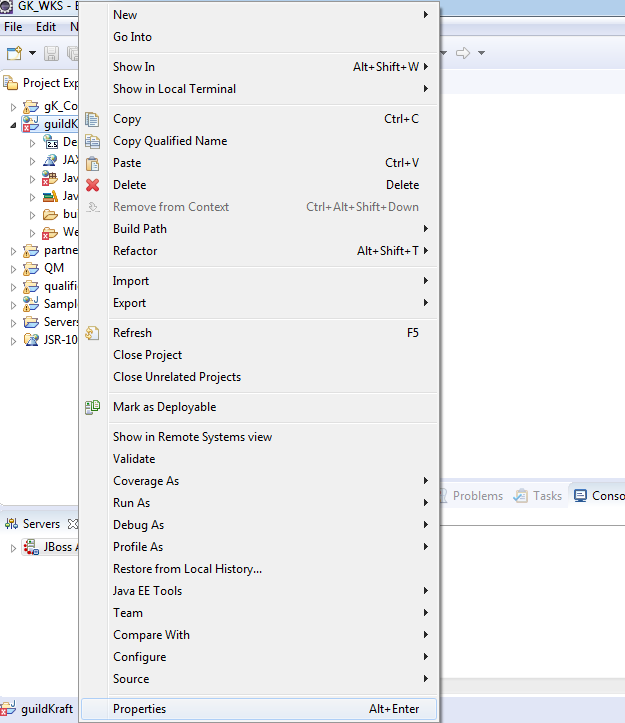 GK_WKS - E
File Edit N
Project Exp
gK_Co
guildK
De
JAX
Java
Java
bu
We
partne
QM
qualifi
Sampl
Servers
JSR-10
Servers
JBoss A
guildKraft
New
Go Into
Show In Alt+Shift+W
Show in Local Terminal
Copy Ctrl+C
Copy Qualified Name
Paste Ctrl+V
Delete Delete
Remove from Context Ctrl+Alt+Shift+Down
Build Path
Refactor Alt+Shift+T
Import
Export
Refresh F5
Close Project
Close Unrelated Projects
Mark as Deployable
Show in Remote Systems view
Validate
Coverage As
Run As
Debug As
Profile As
Restore from Local History...
Java EE Tools
Team
Compare With
Configure
Source
Properties Alt+Enter
Problems Tasks Conso